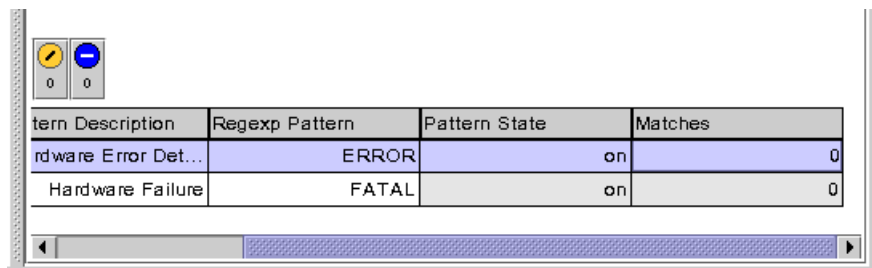 0 0
tern Description Regexp Pattern Pattern State Matches
rdware Error Det... ERROR on 0
Hardware Failure FATAL on 0